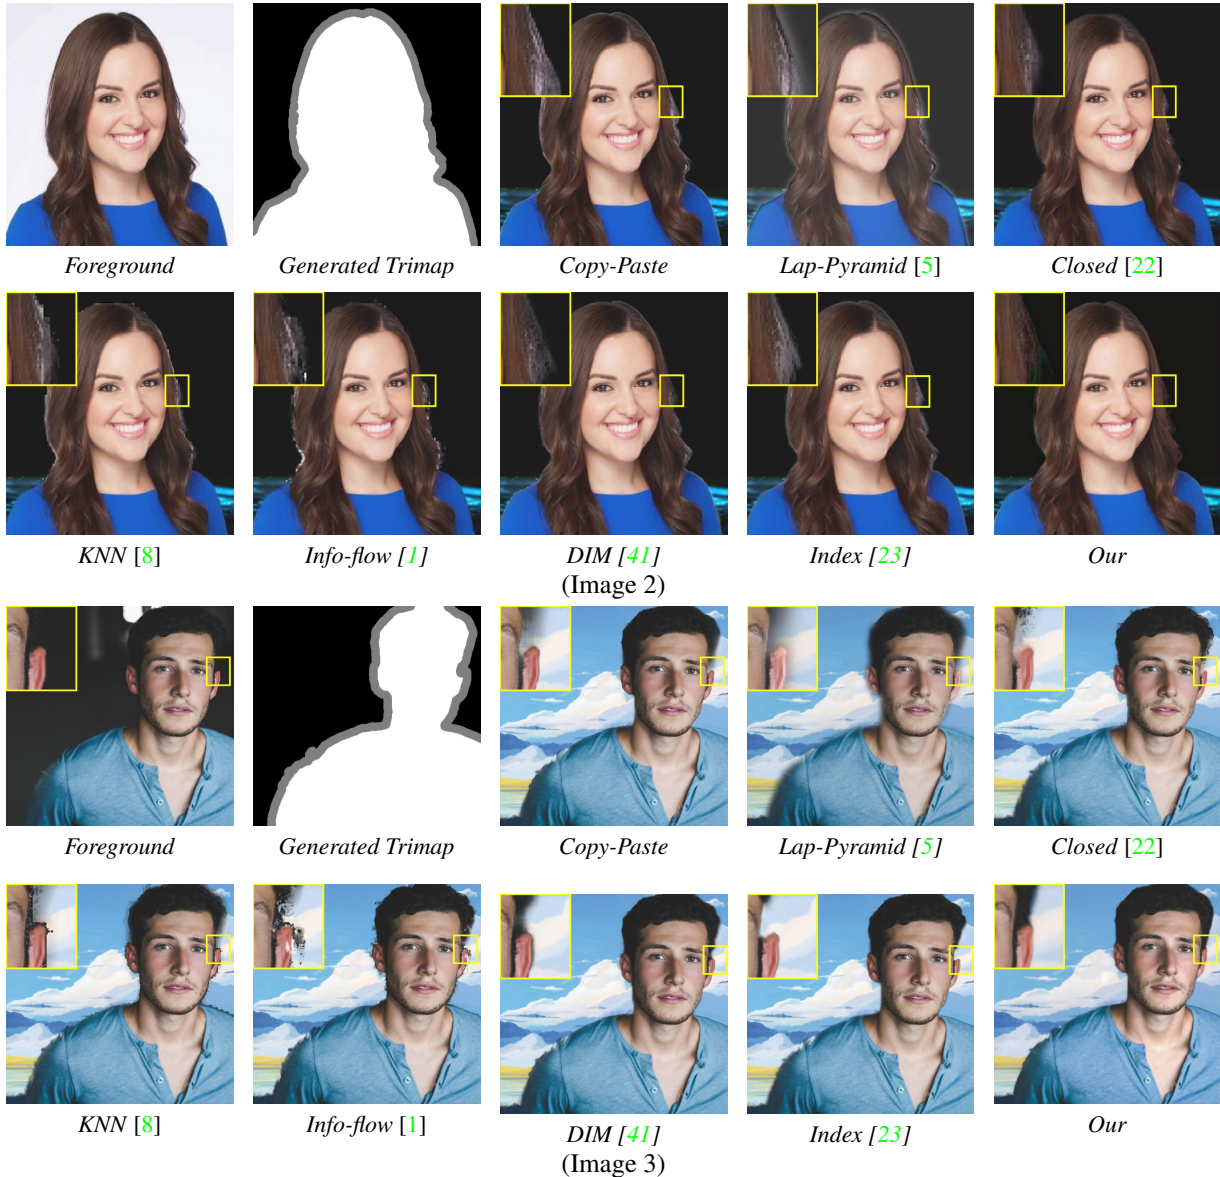 Foreground
Generated Trimap
Copy-Paste
Lap-Pyramid [5]
Closed [22]
KNN [8]
Info-flow [1]
DIM [41]
Index [23]
Our
(Image 2)
Foreground
Generated Trimap
Copy-Paste
Lap-Pyramid [5]
Closed [22]
KNN [8]
Info-flow [1]
DIM [41]
Index [23]
Our
(Image 3)